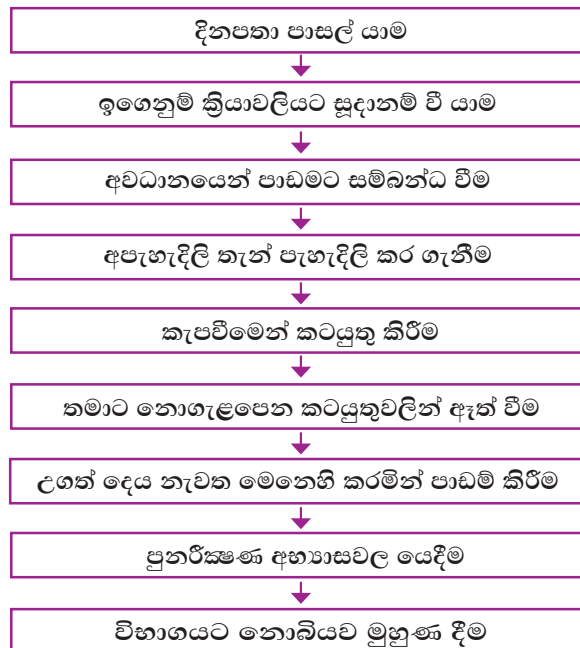 දිනපතා පාසල් යාම
ඉගෙනුම් ක්‍රියාවලියට සූදානම් වී යාම
අවධානයෙන් පාඩමට සම්බන්ධ වීම
අපැහැදිලි තැන් පැහැදිලි කර ගැනීම
කැපවීමෙන් කටයුතු කිරීම
තමාට නොගැළපෙන කටයුතුවලින් ඈත් වීම
උගත් දෙය නැවත මෙනෙහි කරමින් පාඩම් කිරීම
පුනරීක්‍ෂණ අභ්‍යාසවල යෙදීම
විභාගයට නොබියව මුහුණ දීම